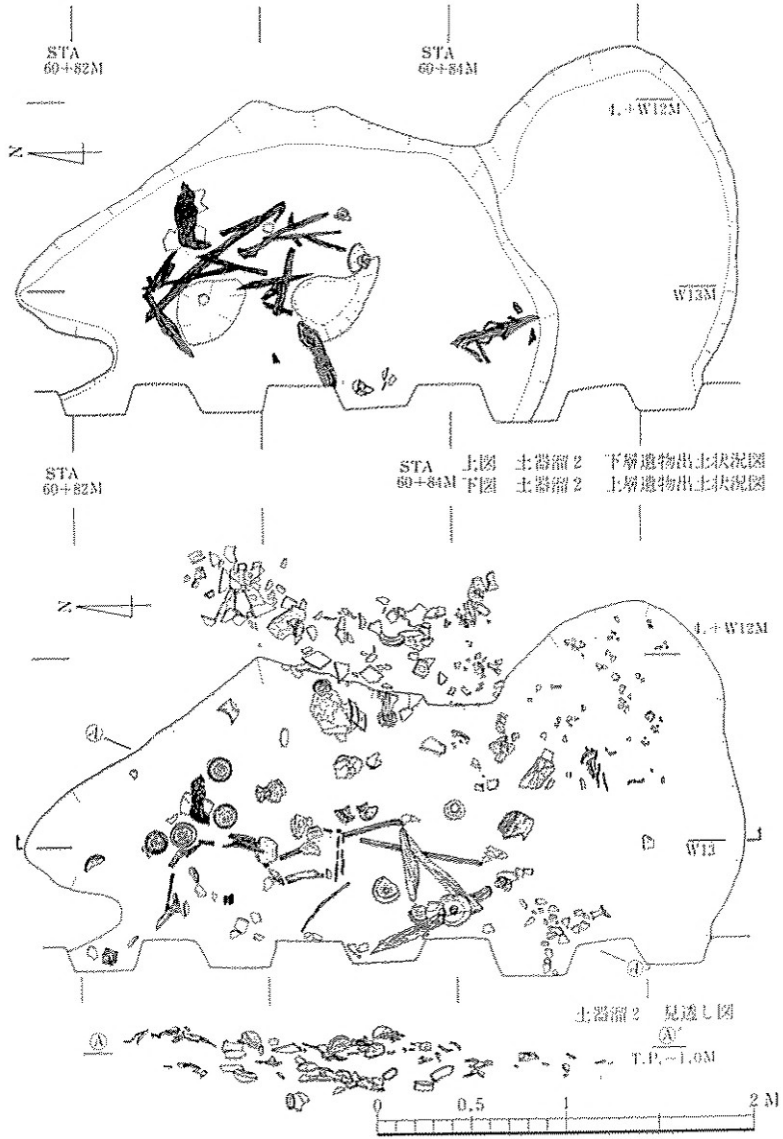 STA
60+82M
STA
60+84M
4.+W12M
N
W13M
STA
60+82M
STA
60+84M
上図 土器溜2 下層遺物出土状況図
下図 土器溜2 上層遺物出土状況図
N
4.+W12M
Ⓐ
W13
土器溜2 見透し図
Ⓐ
Ⓐ'
T.P.-1.0M
0 0.5 1 2M